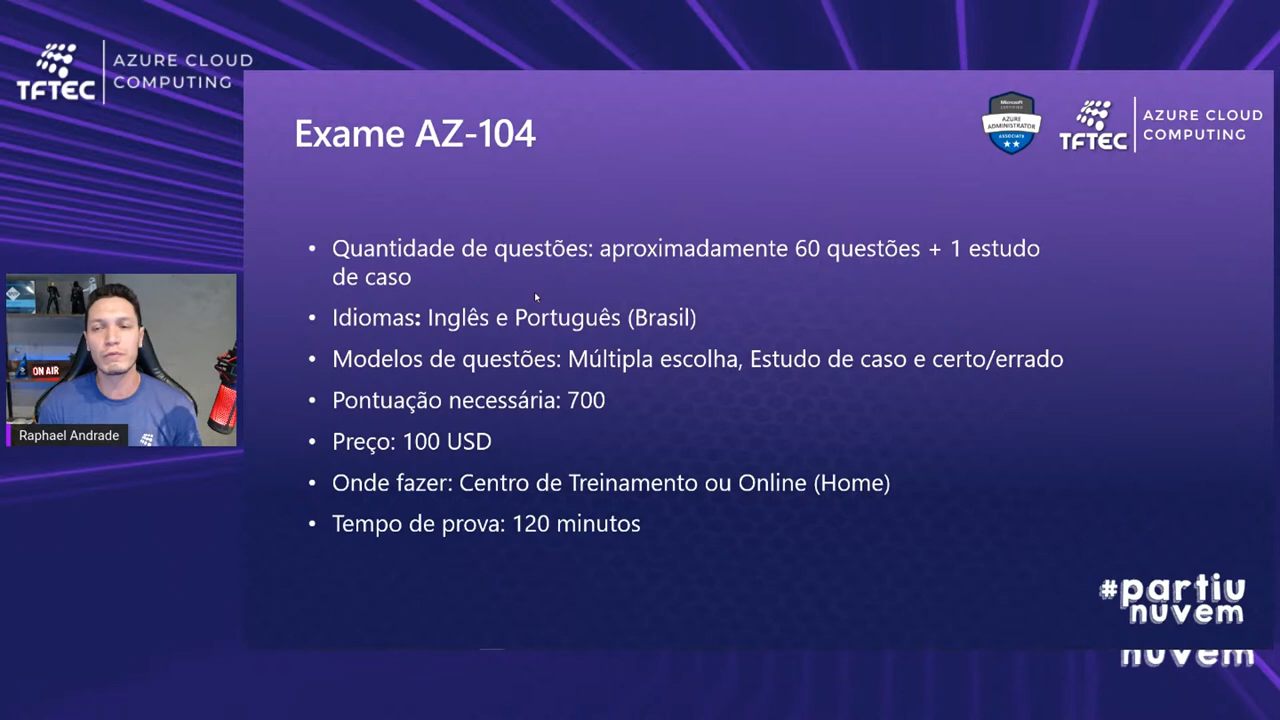 TFTEC
AZURE CLOUD
COMPUTING
Exame AZ-104
Microsoft
CERTIFIED
AZURE
ADMINISTRATOR
ASSOCIATE
TFTEC
AZURE CLOUD
COMPUTING
• Quantidade de questões: aproximadamente 60 questões + 1 estudo
de caso
• Idiomas: Inglês e Português (Brasil)
• Modelos de questões: Múltipla escolha, Estudo de caso e certo/errado
• Pontuação necessária: 700
• Preço: 100 USD
• Onde fazer: Centro de Treinamento ou Online (Home)
• Tempo de prova: 120 minutos
ON AIR
Raphael Andrade
#partiu
nuvem
nuvem